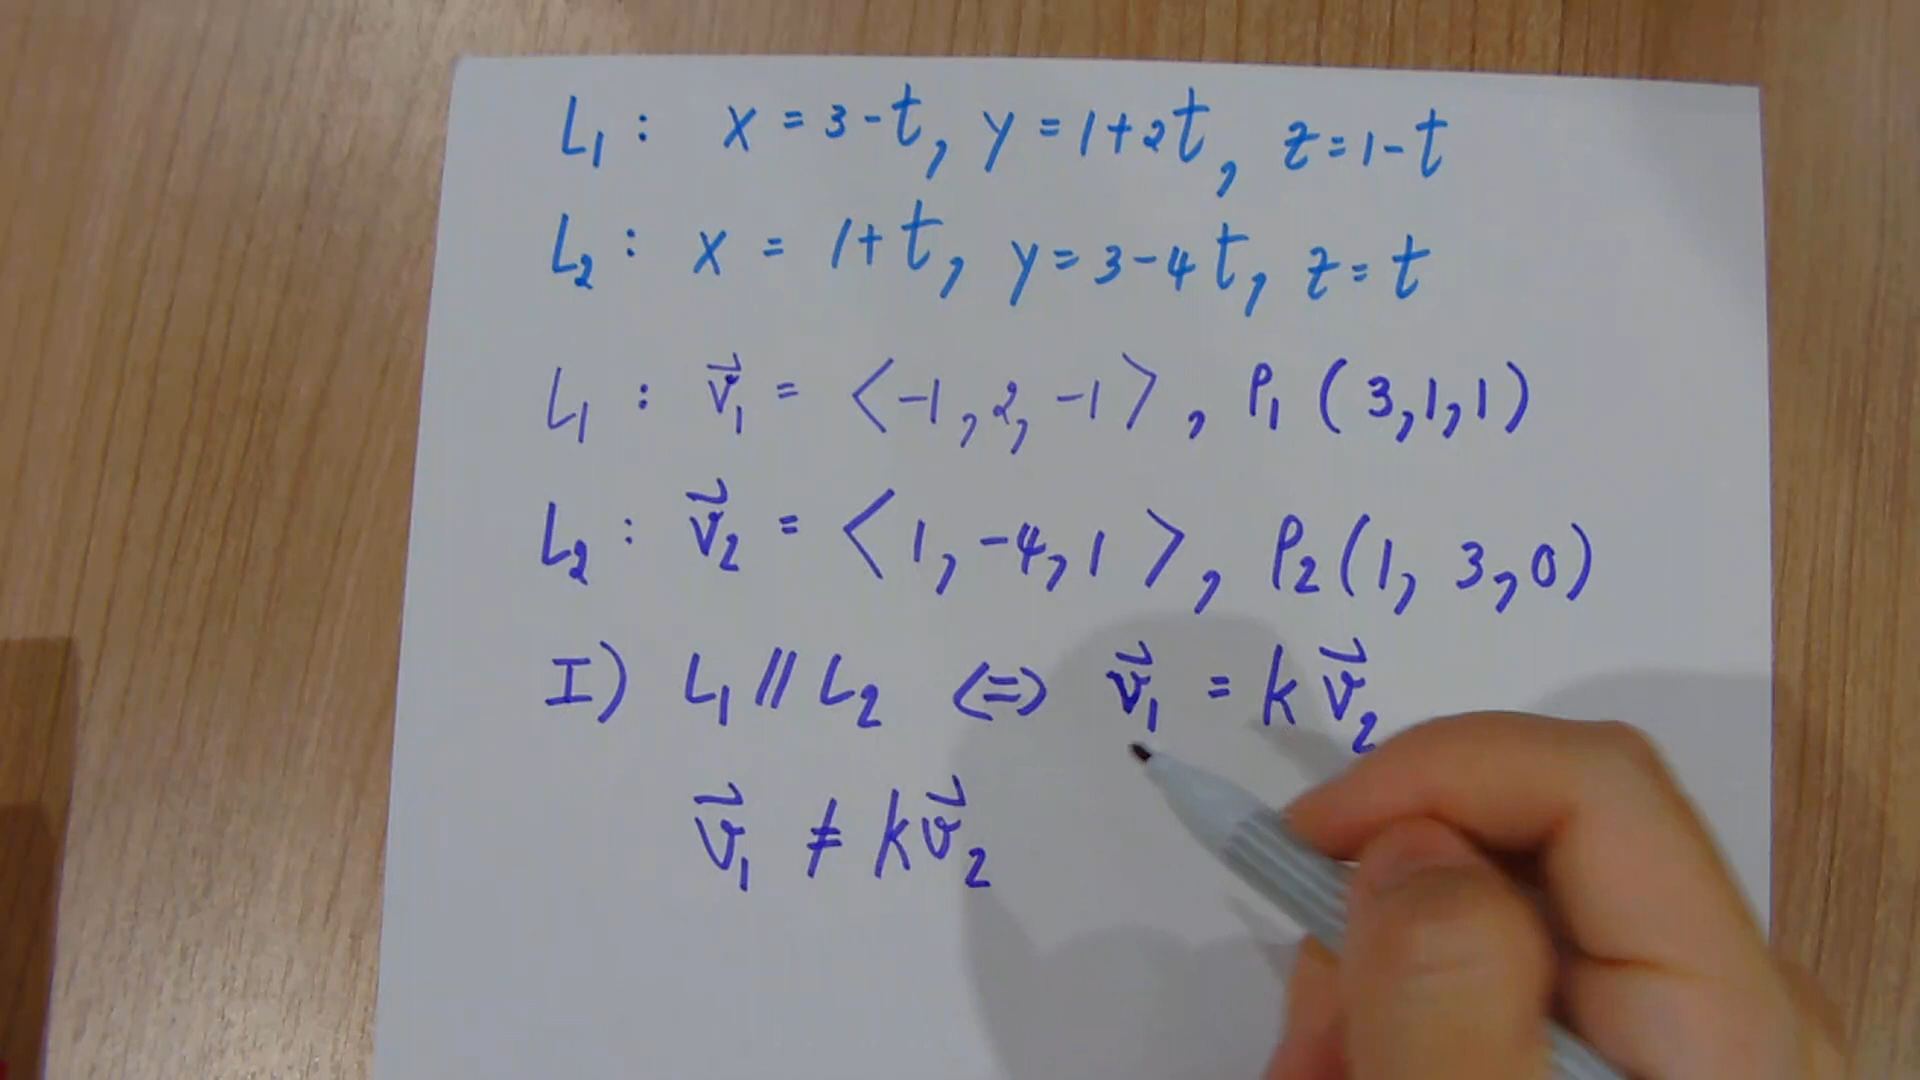 L₁ : x = 3-t, y = 1+2t, z = 1-t
L₂ : x = 1+t, y = 3-4t, z = t
L₁ : v⃗₁ = <-1, 2, -1>, P₁ (3, 1, 1)
L₂ : v⃗₂ = <1, -4, 1>, P₂ (1, 3, 0)
I) L₁ // L₂ <=> v⃗₁ = k v⃗₂
v⃗₁ ≠ k v⃗₂